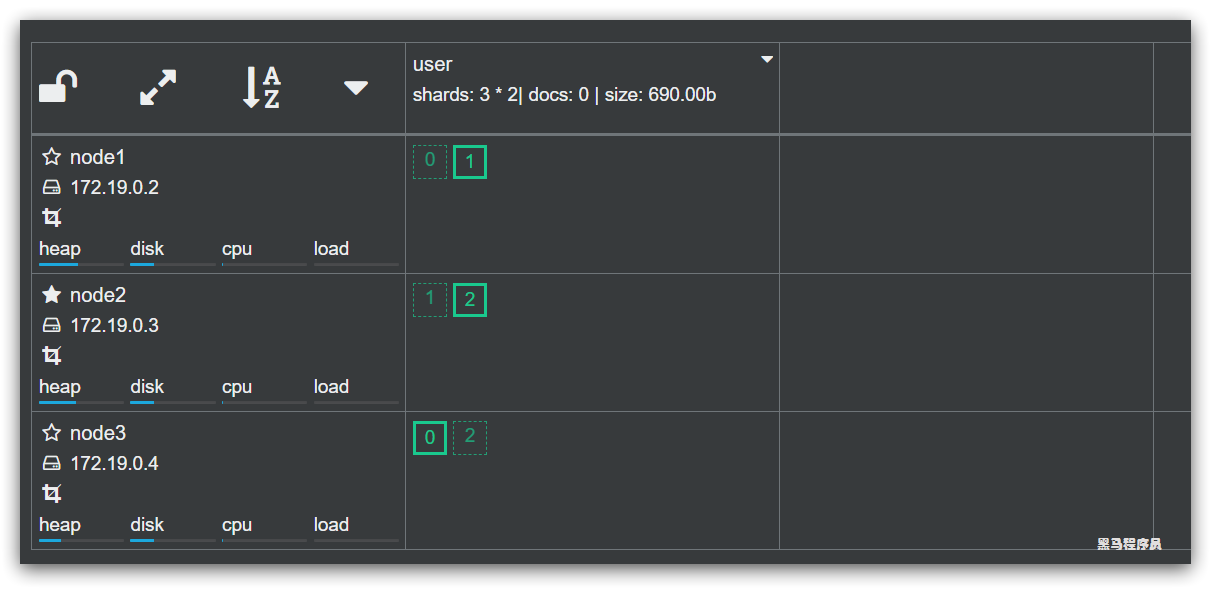 A
Z
user
shards: 3 * 2| docs: 0 | size: 690.00b
node1
0 1
172.19.0.2
heap disk cpu load
node2
1 2
172.19.0.3
heap disk cpu load
node3
0 2
172.19.0.4
heap disk cpu load
黑马程序员